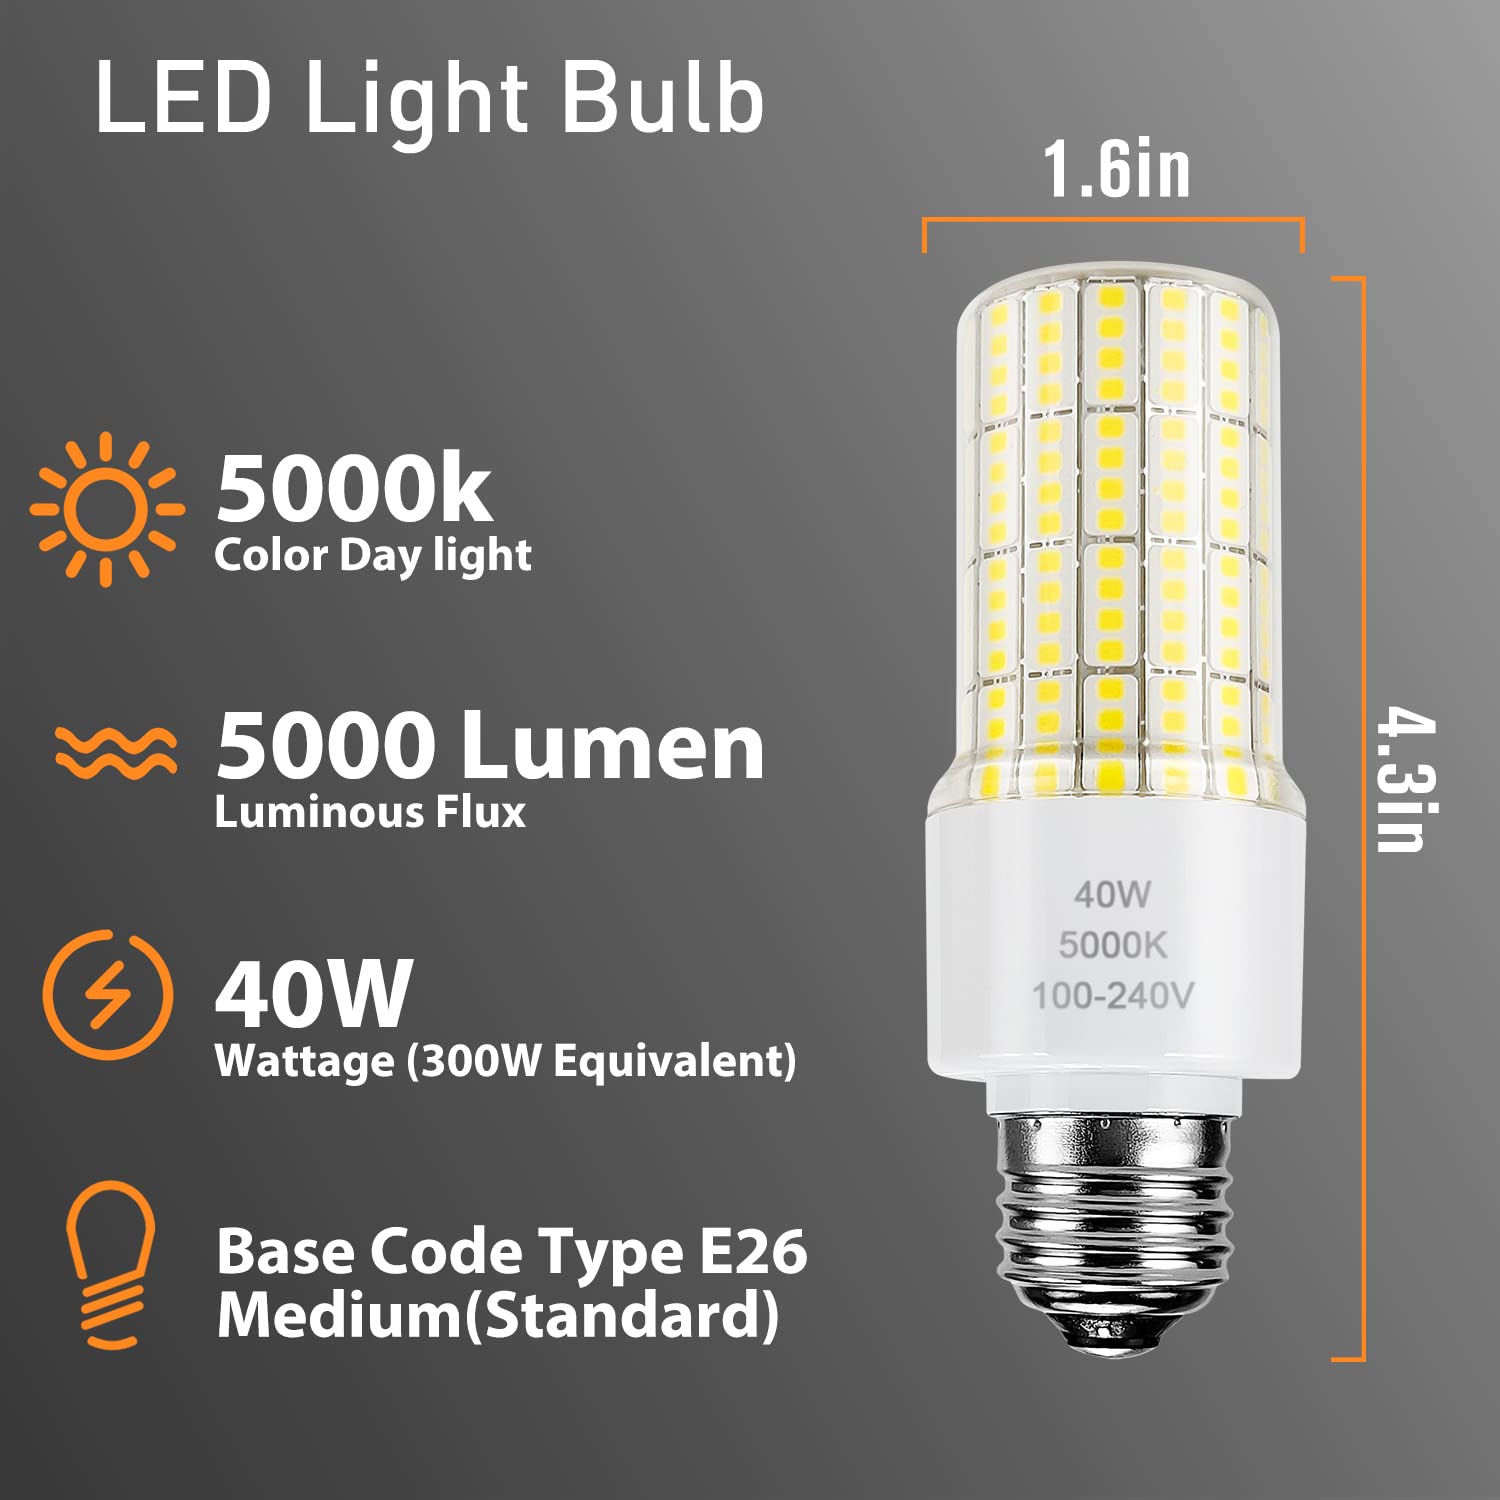 LED Light Bulb
1.6in
5000k
Color Day light
5000 Lumen
Luminous Flux
4.3in
40W
5000K
100-240V
40W
Wattage (300W Equivalent)
Base Code Type E26
Medium(Standard)